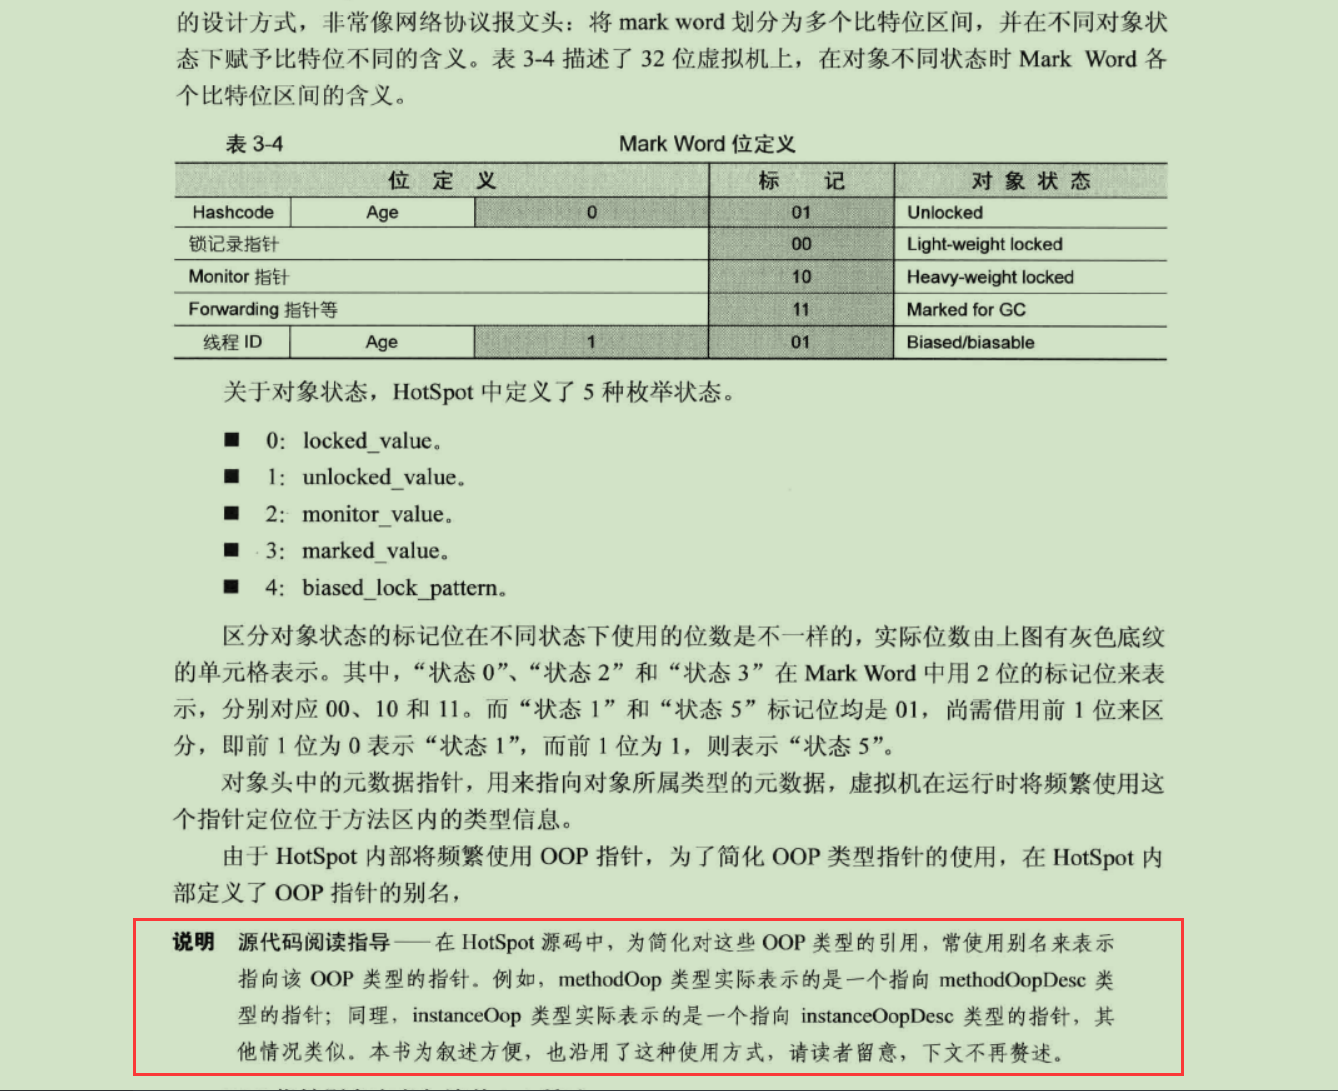 的设计方式，非常像网络协议报文头：将 mark word 划分为多个比特位区间，并在不同对象状
态下赋予比特位不同的含义。表 3-4 描述了 32 位虚拟机上，在对象不同状态时 Mark Word 各
个比特位区间的含义。
表 3-4 Mark Word 位定义
位 定 义 标 记 对 象 状 态
Hashcode Age 0 01 Unlocked
锁记录指针 00 Light-weight locked
Monitor 指针 10 Heavy-weight locked
Forwarding 指针等 11 Marked for GC
线程 ID Age 1 01 Biased/biasable
关于对象状态，HotSpot 中定义了 5 种枚举状态。
■ 0：locked_value。
■ 1：unlocked_value。
■ 2：monitor_value。
■ 3：marked_value。
■ 4：biased_lock_pattern。
区分对象状态的标记位在不同状态下使用的位数是不一样的，实际位数由上图有灰色底纹
的单元格表示。其中，“状态 0”、“状态 2” 和 “状态 3” 在 Mark Word 中用 2 位的标记位来表
示，分别对应 00、10 和 11。而 “状态 1” 和 “状态 5” 标记位均是 01，尚需借用前 1 位来区
分，即前 1 位为 0 表示 “状态 1”，而前 1 位为 1，则表示 “状态 5”。
对象头中的元数据指针，用来指向对象所属类型的元数据，虚拟机在运行时将频繁使用这
个指针定位位于方法区内的类型信息。
由于 HotSpot 内部将频繁使用 OOP 指针，为了简化 OOP 类型指针的使用，在 HotSpot 内
部定义了 OOP 指针的别名，
说明 源代码阅读指导——在 HotSpot 源码中，为简化对这些 OOP 类型的引用，常使用别名来表示
指向该 OOP 类型的指针。例如，methodOop 类型实际表示的是一个指向 methodOopDesc 类
型的指针；同理，instanceOop 类型实际表示的是一个指向 instanceOopDesc 类型的指针，其
他情况类似。本书为叙述方便，也沿用了这种使用方式，请读者留意，下文不再赘述。